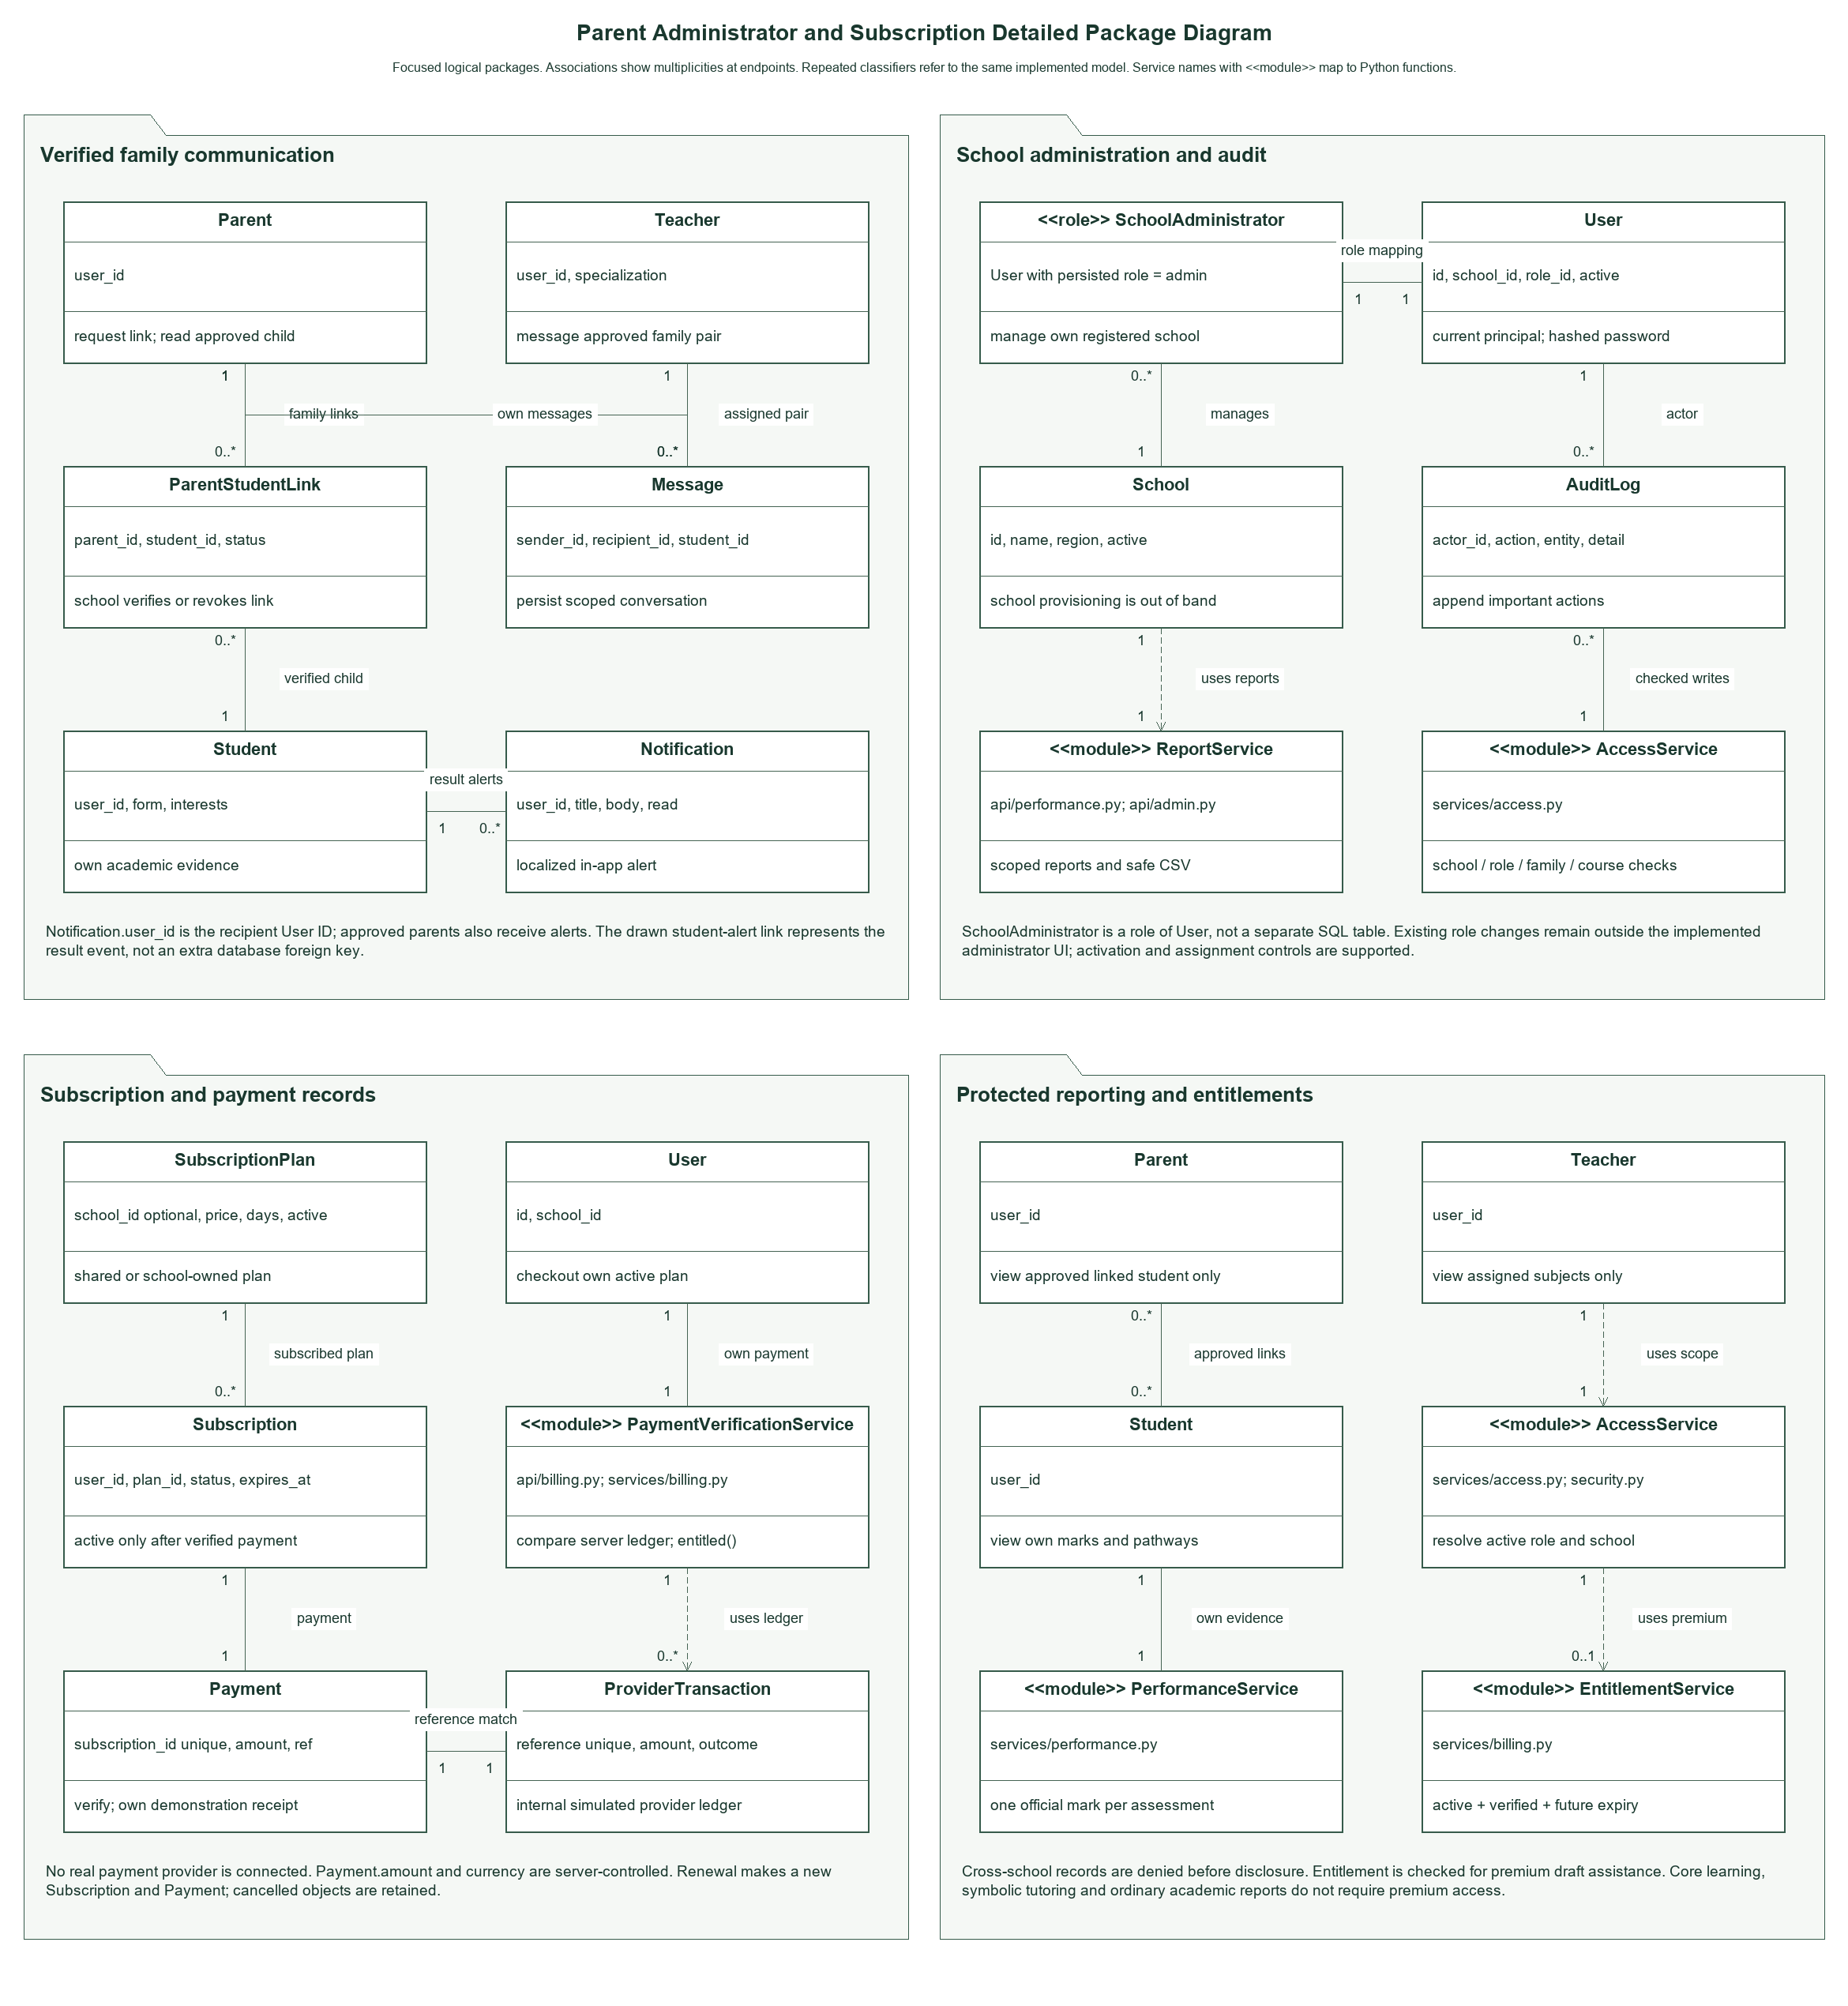 Parent Administrator and Subscription Detailed Package Diagram
Focused logical packages. Associations show multiplicities at endpoints. Repeated classifiers refer to the same implemented model. Service names with <<module>> map to Python functions.
Verified family communication
Parent
user_id
request link; read approved child
Teacher
user_id, specialization
message approved family pair
1
1
family links
own messages
assigned pair
0..*
0..*
ParentStudentLink
parent_id, student_id, status
school verifies or revokes link
Message
sender_id, recipient_id, student_id
persist scoped conversation
0..*
verified child
1
Student
user_id, form, interests
own academic evidence
result alerts
1
0..*
Notification
user_id, title, body, read
localized in-app alert
Notification.user_id is the recipient User ID; approved parents also receive alerts. The drawn student-alert link represents the
result event, not an extra database foreign key.
School administration and audit
<<role>> SchoolAdministrator
User with persisted role = admin
manage own registered school
role mapping
1
1
User
id, school_id, role_id, active
current principal; hashed password
0..*
manages
1
1
actor
0..*
School
id, name, region, active
school provisioning is out of band
AuditLog
actor_id, action, entity, detail
append important actions
1
uses reports
1
0..*
checked writes
1
<<module>> ReportService
api/performance.py; api/admin.py
scoped reports and safe CSV
<<module>> AccessService
services/access.py
school / role / family / course checks
SchoolAdministrator is a role of User, not a separate SQL table. Existing role changes remain outside the implemented
administrator UI; activation and assignment controls are supported.
Subscription and payment records
SubscriptionPlan
school_id optional, price, days, active
shared or school-owned plan
User
id, school_id
checkout own active plan
1
subscribed plan
0..*
1
own payment
1
Subscription
user_id, plan_id, status, expires_at
active only after verified payment
<<module>> PaymentVerificationService
api/billing.py; services/billing.py
compare server ledger; entitled()
1
payment
1
1
uses ledger
0..*
Payment
subscription_id unique, amount, ref
verify; own demonstration receipt
reference match
1
1
ProviderTransaction
reference unique, amount, outcome
internal simulated provider ledger
No real payment provider is connected. Payment.amount and currency are server-controlled. Renewal makes a new
Subscription and Payment; cancelled objects are retained.
Protected reporting and entitlements
Parent
user_id
view approved linked student only
Teacher
user_id
view assigned subjects only
0..*
approved links
0..*
1
uses scope
1
Student
user_id
view own marks and pathways
<<module>> AccessService
services/access.py; security.py
resolve active role and school
1
own evidence
1
1
uses premium
0..1
<<module>> PerformanceService
services/performance.py
one official mark per assessment
<<module>> EntitlementService
services/billing.py
active + verified + future expiry
Cross-school records are denied before disclosure. Entitlement is checked for premium draft assistance. Core learning,
symbolic tutoring and ordinary academic reports do not require premium access.